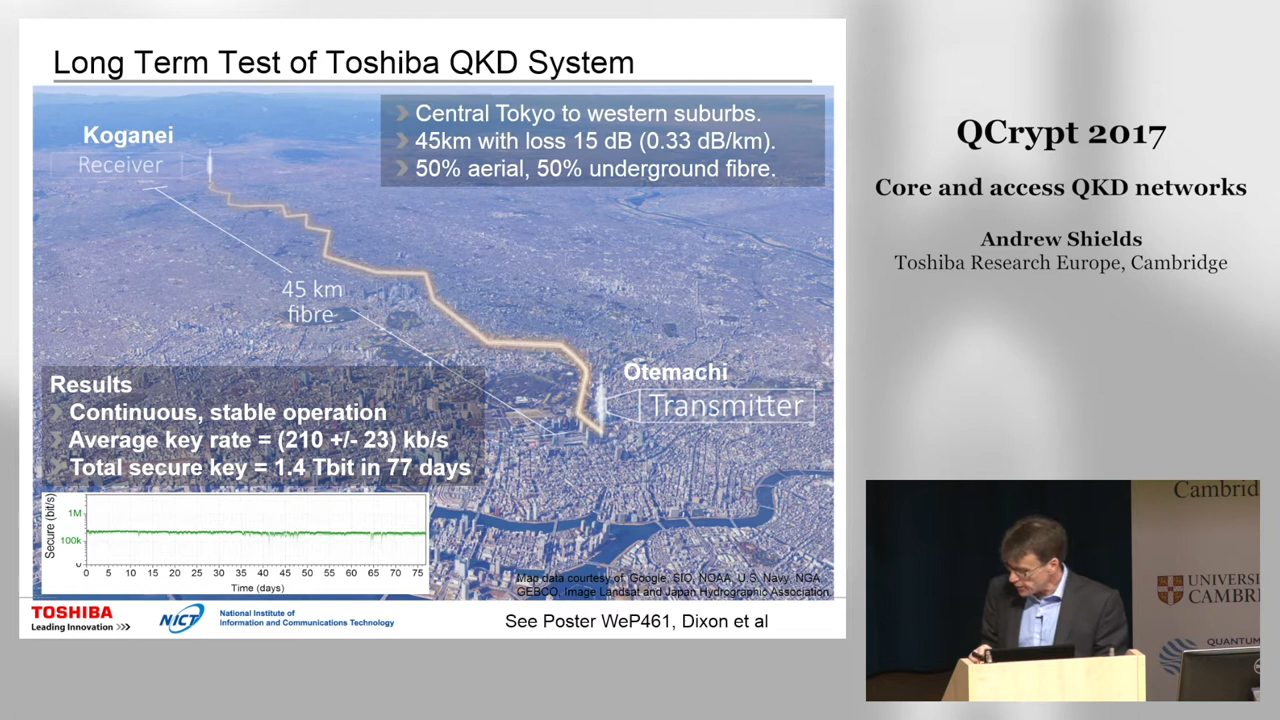 Long Term Test of Toshiba QKD System
Koganei
Receiver
Central Tokyo to western suburbs.
45km with loss 15 dB (0.33 dB/km).
50% aerial, 50% underground fibre.
45 km
fibre
Otemachi
Transmitter
Results
Continuous, stable operation
Average key rate = (210 +/- 23) kb/s
Total secure key = 1.4 Tbit in 77 days
Secure (bit/s)
1M
100k
0 5 10 15 20 25 30 35 40 45 50 55 60 65 70 75
Time (days)
Map data courtesy of: Google, SIO, NOAA, U.S. Navy, NGA,
GEBCO, Image Landsat and Japan Hydrographic Association.
TOSHIBA
Leading Innovation >>>
NICT
National Institute of
Information and Communications Technology
See Poster WeP461, Dixon et al
QCrypt 2017
Core and access QKD networks
Andrew Shields
Toshiba Research Europe, Cambridge
Cambrid
UNIVERSI
CAMBR
QUANTUM